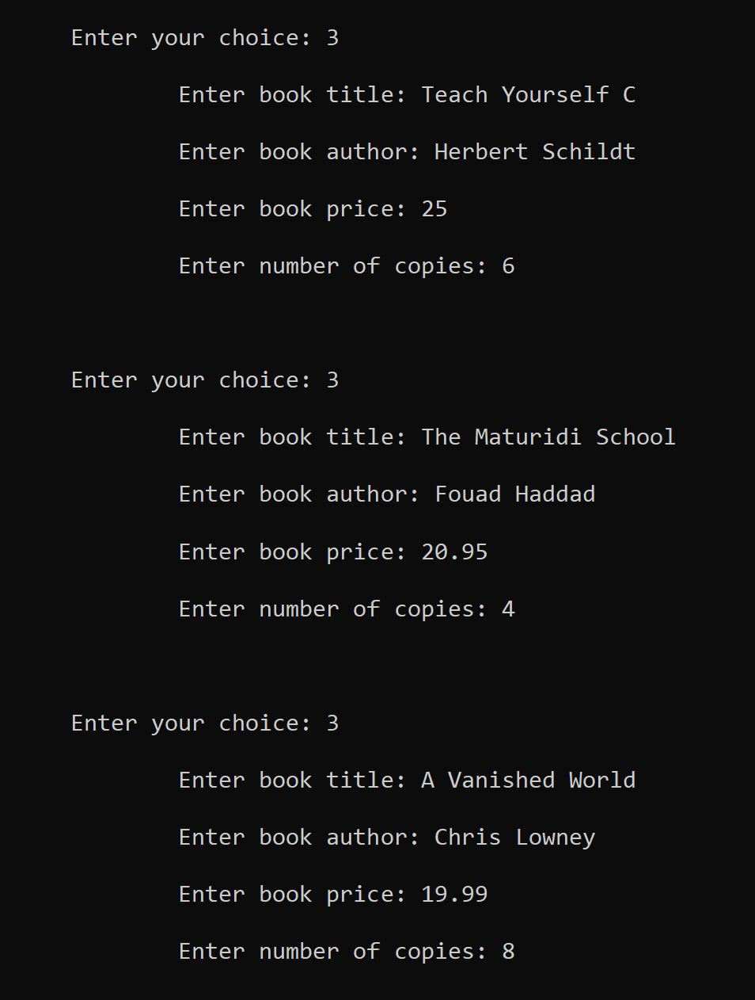 Enter your choice: 3
Enter book title: Teach Yourself C
Enter book author: Herbert Schildt
Enter book price: 25
Enter number of copies: 6
Enter your choice: 3
Enter book title: The Maturidi School
Enter book author: Fouad Haddad
Enter book price: 20.95
Enter number of copies: 4
Enter your choice: 3
Enter book title: A Vanished World
Enter book author: Chris Lowney
Enter book price: 19.99
Enter number of copies: 8